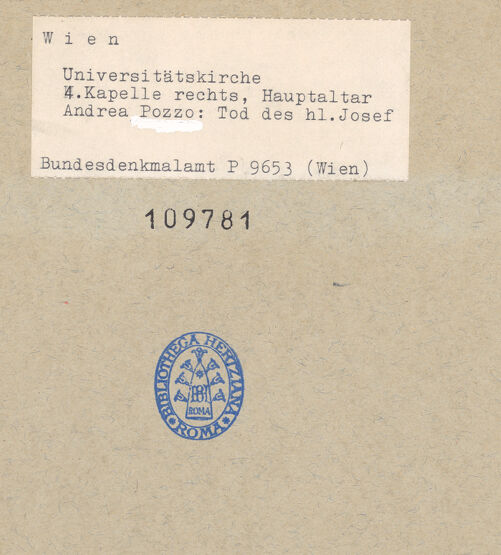 W i e n
Universitätskirche
4.Kapelle rechts, Hauptaltar
Andrea Pozzo: Tod des hl.Josef
Bundesdenkmalamt P 9653 (Wien)
109781
BIBLIOTHECA HERTZIANA
ROMA
ROMA